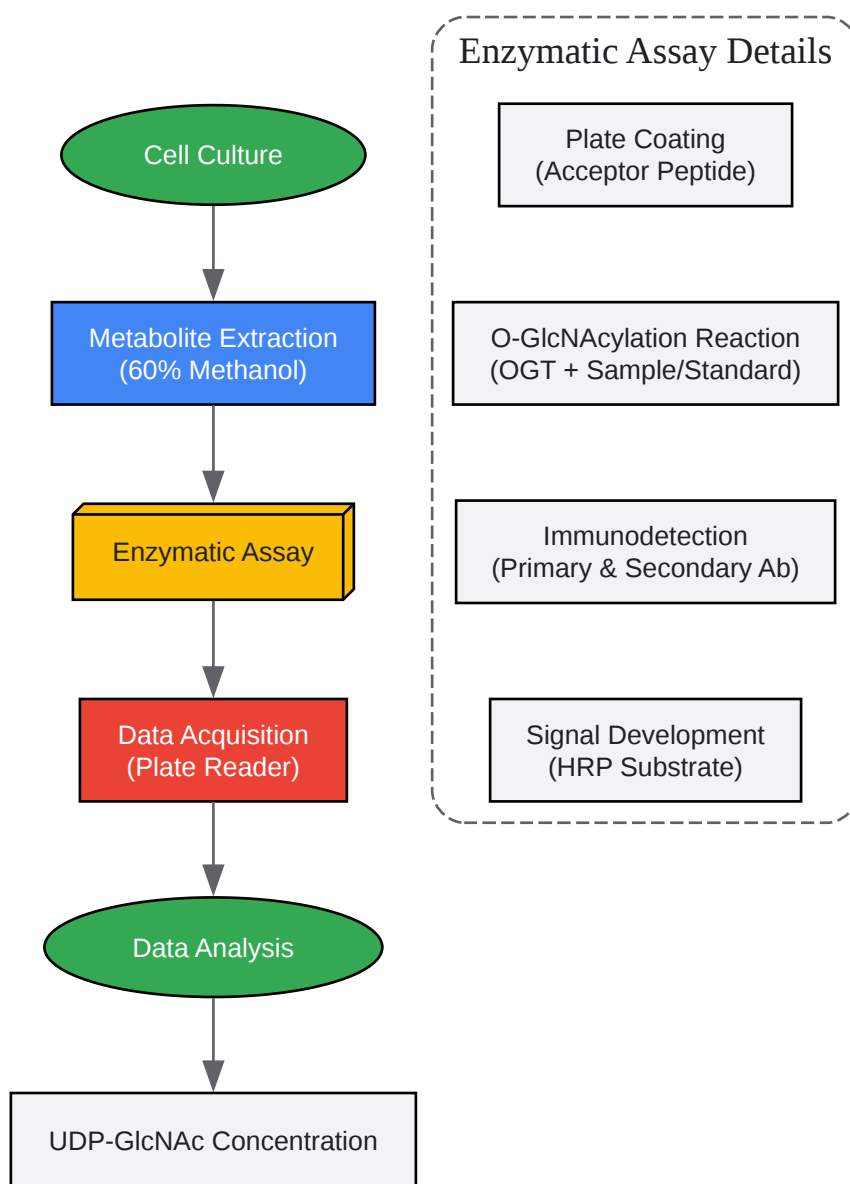 Enzymatic Assay Details
Cell Culture
Plate Coating
(Acceptor Peptide)
Metabolite Extraction
(60% Methanol)
O-GlcNAcylation Reaction
(OGT + Sample/Standard)
Enzymatic Assay
Immunodetection
(Primary & Secondary Ab)
Data Acquisition
(Plate Reader)
Signal Development
(HRP Substrate)
Data Analysis
UDP-GlcNAc Concentration